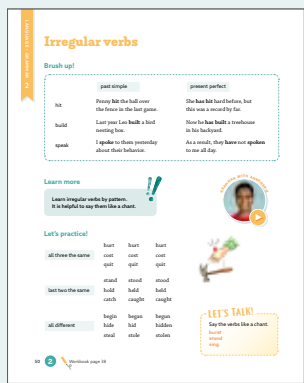 Irregular verbs
Brush up!
past simple present perfect
hit Penny hit the ball over She has hit hard before, but
the fence in the last game. this was a record by far.
build Last year Leo built a bird Now he has built a treehouse
nesting box. in his backyard.
speak I spoke to them yesterday As a result, they have not spoken
about their behavior. to me all day.
Learn more
Learn irregular verbs by pattern.
It is helpful to say them like a chant.
Let's practice!
hurt hurt hurt
all three the same cost cost cost
quit quit quit
stand stood stood
last two the same hold held held
catch caught caught
begin began begun
all different hide hid hidden
steal stole stolen
LET'S TALK!
Say the verbs like a chant.
burst
stand
sing
50 2 Workbook page 39